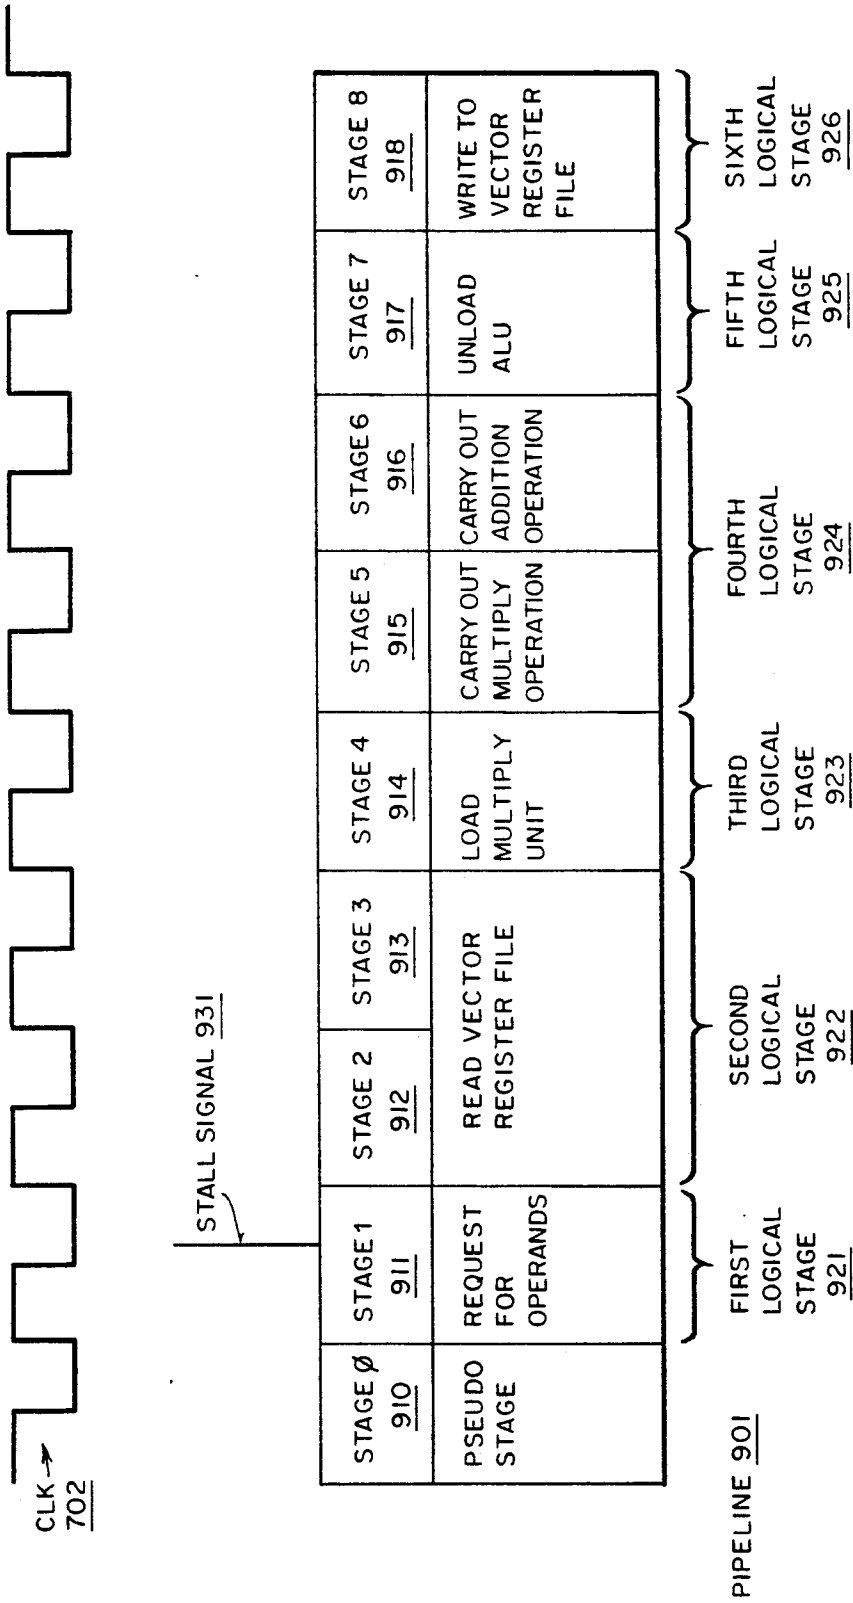 CLK
702
STALL SIGNAL 931
STAGE Ø
910
STAGE 1
911
STAGE 2
912
STAGE 3
913
STAGE 4
914
STAGE 5
915
STAGE 6
916
STAGE 7
917
STAGE 8
918
PSEUDO
STAGE
REQUEST
FOR
OPERANDS
READ VECTOR
REGISTER FILE
LOAD
MULTIPLY
UNIT
CARRY OUT
MULTIPLY
OPERATION
CARRY OUT
ADDITION
OPERATION
UNLOAD
ALU
WRITE TO
VECTOR
REGISTER
FILE
PIPELINE 901
FIRST
LOGICAL
STAGE
921
SECOND
LOGICAL
STAGE
922
THIRD
LOGICAL
STAGE
923
FOURTH
LOGICAL
STAGE
924
FIFTH
LOGICAL
STAGE
925
SIXTH
LOGICAL
STAGE
926